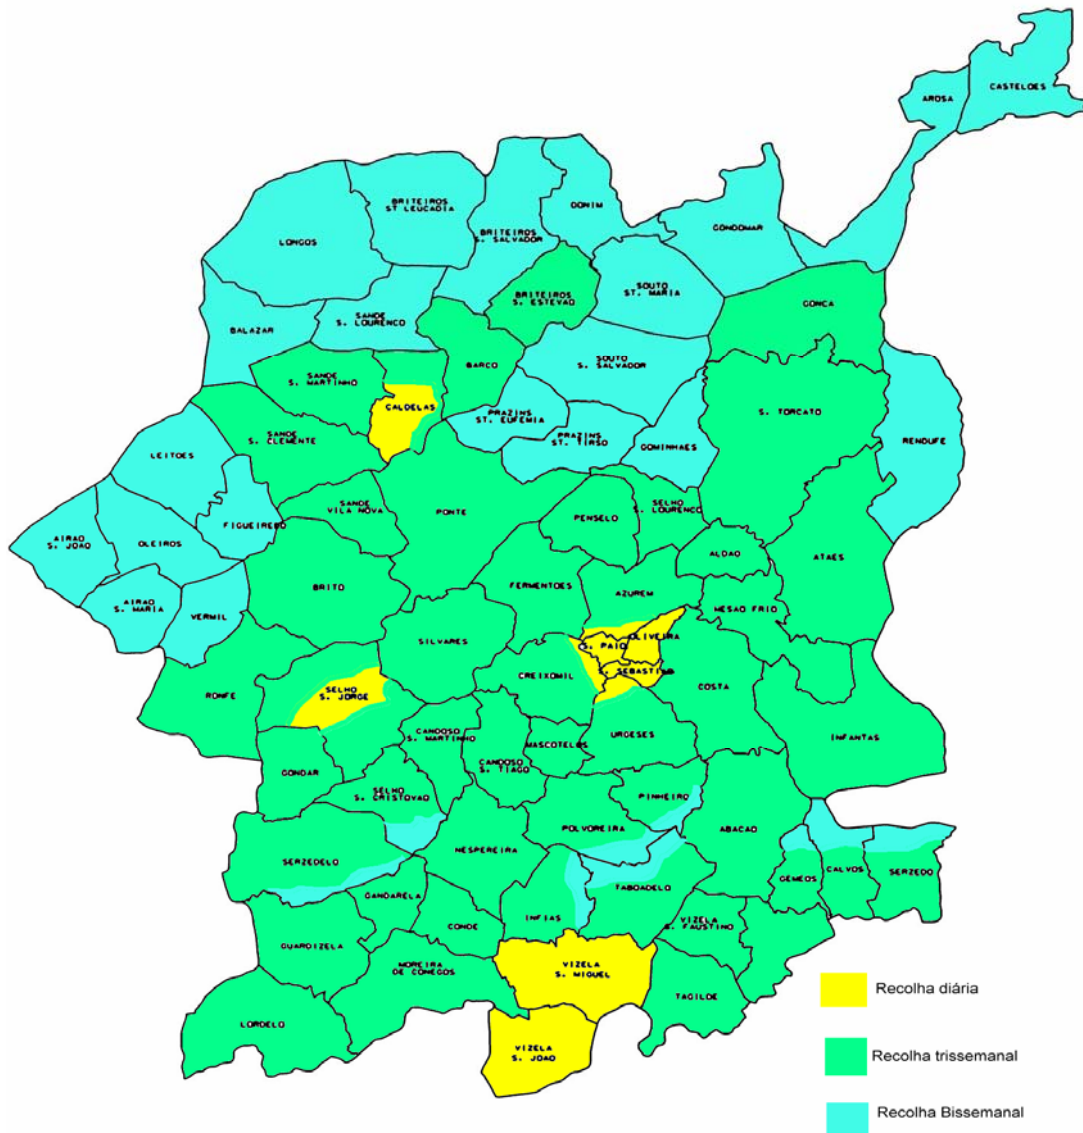 CASTELOES
AROSA
BRITEIROS
ST LEUCADIA
DONIM
GONDOMAR
BRITEIROS
S. SALVADOR
LONGOS
SOUTO
ST. MARIA
BRITEIROS
S. ESTEVAO
GONCA
SANDE
S. LOURENCO
BALAZAR
SOUTO
S. SALVADOR
BARCO
SANDE
S. MARTINHO
CALDELAS
S. TORCATO
PRAZINS
ST. EUFEMIA
SANDE
S. CLEMENTE
PRAZINS
ST. TIRSO
GOMINHAES
RENDUFE
LEITOES
SANDE
VILA NOVA
PONTE
SELHO
S. LOURENCO
PENSELO
FIGUEIREDO
AIRAO
S. JOAO
OLEIROS
ALDAO
ATAES
BRITO
FERMENTOES
AZUREM
AIRAO
S. MARIA
VERMIL
MESAO FRIO
SILVARES
OLIVEIRA
S. PAIO
S. SEBASTIAO
CREIXOMIL
COSTA
RONFE
SELHO
S. JORGE
CANDOSO
S. MARTINHO
MASCOTELOS
URGESES
INFANTAS
CANDOSO
S. TIAGO
GONDAR
SELHO
S. CRISTOVAO
PINHEIRO
POLVOREIRA
ABACAO
NESPEREIRA
SERZEDELO
GEMEOS
CALVOS
SERZEDO
GANDARELA
TABOADELO
INFIAS
CONDE
VIZELA
S. FAUSTINO
GUARDIZELA
MOREIRA
DE CONEGOS
VIZELA
S. MIGUEL
TAGILDE
LORDELO
VIZELA
S. JOAO
Recolha diária
Recolha trissemanal
Recolha Bissemanal